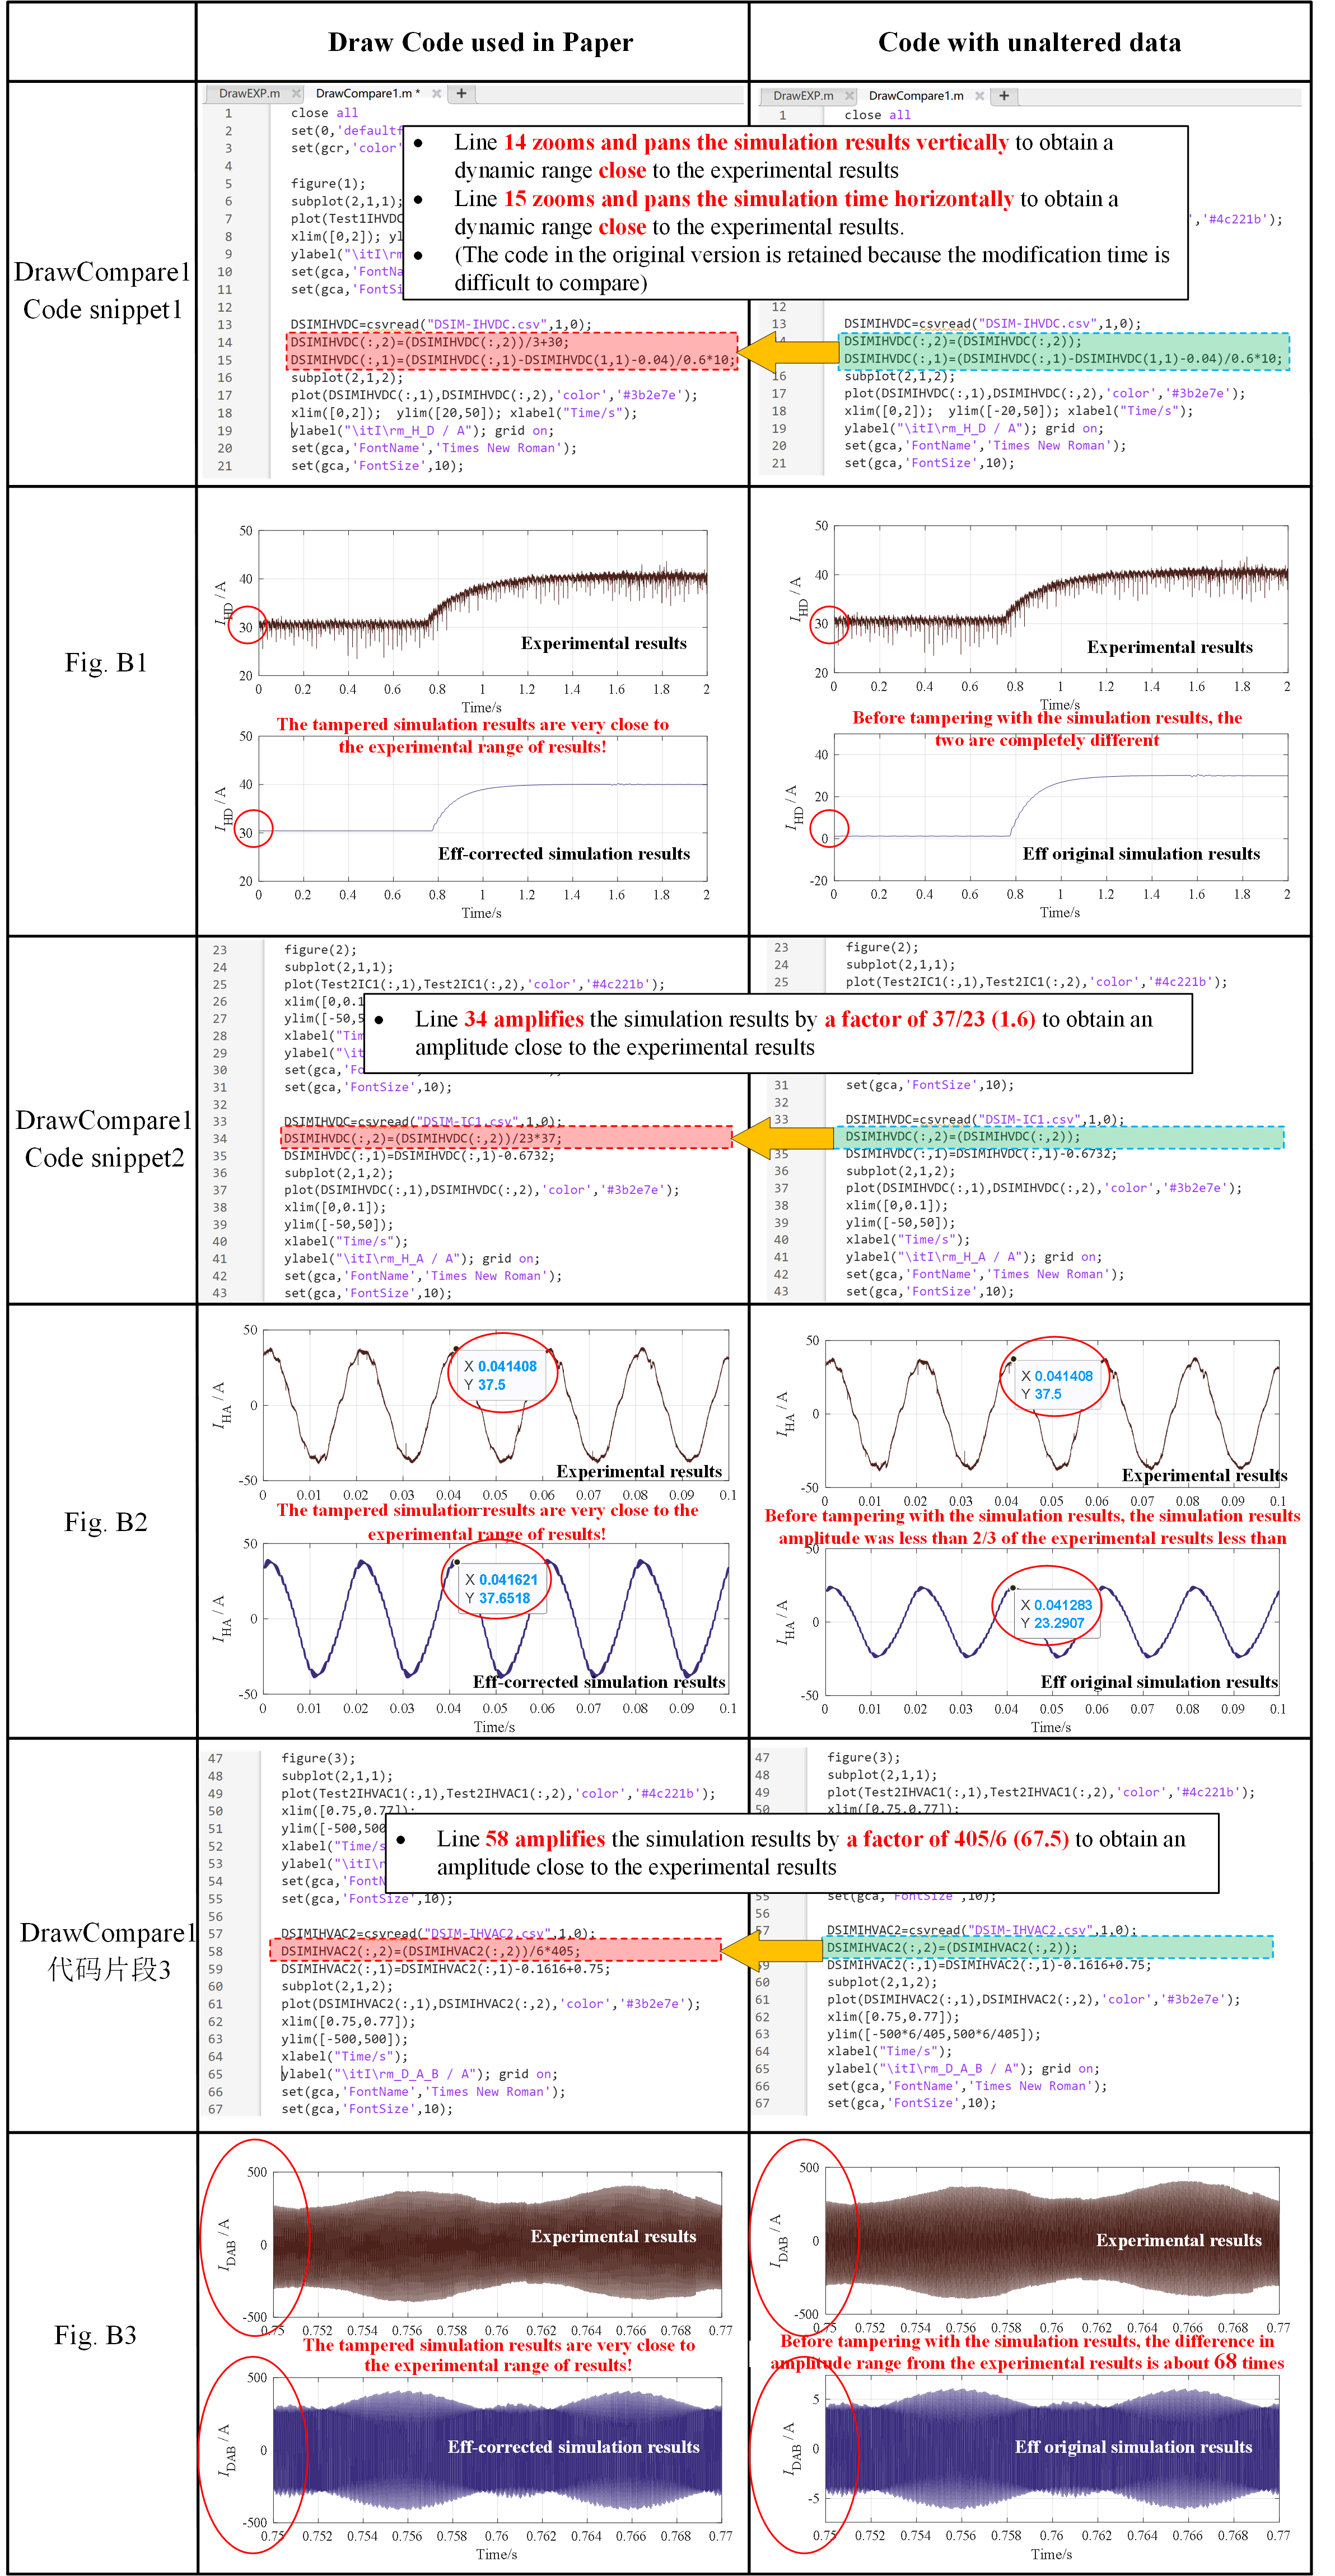 Draw Code used in Paper
Code with unaltered data
DrawCompare1
Code snippet1
DrawEXP.m
DrawCompare1.m *
1 close all
2 set(0,'defaultf
3 set(gcr,'color'
4
5 figure(1);
6 subplot(2,1,1);
7 plot(Test1IHVDC
8 xlim([0,2]); yl
9 ylabel("\itI\rm
10 set(gca,'FontNa
11 set(gca,'FontSi
12
13 DSIMIHVDC=csvread("DSIM-IHVDC.csv",1,0);
14 DSIMIHVDC(:,2)=(DSIMIHVDC(:,2))/3+30;
15 DSIMIHVDC(:,1)=(DSIMIHVDC(:,1)-DSIMIHVDC(1,1)-0.04)/0.6*10;
16 subplot(2,1,2);
17 plot(DSIMIHVDC(:,1),DSIMIHVDC(:,2),'color','#3b2e7e');
18 xlim([0,2]); ylim([20,50]); xlabel("Time/s");
19 ylabel("\itI\rm_H_D / A"); grid on;
20 set(gca,'FontName','Times New Roman');
21 set(gca,'FontSize',10);
DrawEXP.m
DrawCompare1.m
1 close all
','#4c221b');
12
13 DSIMIHVDC=csvread("DSIM-IHVDC.csv",1,0);
DSIMIHVDC(:,2)=(DSIMIHVDC(:,2));
DSIMIHVDC(:,1)=(DSIMIHVDC(:,1)-DSIMIHVDC(1,1)-0.04)/0.6*10;
16 subplot(2,1,2);
17 plot(DSIMIHVDC(:,1),DSIMIHVDC(:,2),'color','#3b2e7e');
18 xlim([0,2]); ylim([-20,50]); xlabel("Time/s");
19 ylabel("\itI\rm_H_D / A"); grid on;
20 set(gca,'FontName','Times New Roman');
21 set(gca,'FontSize',10);
• Line 14 zooms and pans the simulation results vertically to obtain a
dynamic range close to the experimental results
• Line 15 zooms and pans the simulation time horizontally to obtain a
dynamic range close to the experimental results.
• (The code in the original version is retained because the modification time is
difficult to compare)
Fig. B1
50
40
30
20
I HD / A
Experimental results
0 0.2 0.4 0.6 0.8 1 1.2 1.4 1.6 1.8 2
Time/s
The tampered simulation results are very close to
the experimental range of results!
50
40
30
20
I HD / A
Eff-corrected simulation results
0 0.2 0.4 0.6 0.8 1 1.2 1.4 1.6 1.8 2
Time/s
50
40
30
20
I HD / A
Experimental results
0 0.2 0.4 0.6 0.8 1 1.2 1.4 1.6 1.8 2
Time/s
Before tampering with the simulation results, the
two are completely different
40
20
0
-20
I HD / A
Eff original simulation results
0 0.2 0.4 0.6 0.8 1 1.2 1.4 1.6 1.8 2
Time/s
DrawCompare1
Code snippet2
23 figure(2);
24 subplot(2,1,1);
25 plot(Test2IC1(:,1),Test2IC1(:,2),'color','#4c221b');
26 xlim([0,0.1
27 ylim([-50,5
28 xlabel("Tim
29 ylabel("\it
30 set(gca,'Fo
31 set(gca,'FontSize',10);
32
33 DSIMIHVDC=csvread("DSIM-IC1.csv",1,0);
34 DSIMIHVDC(:,2)=(DSIMIHVDC(:,2))/23*37;
35 DSIMIHVDC(:,1)=DSIMIHVDC(:,1)-0.6732;
36 subplot(2,1,2);
37 plot(DSIMIHVDC(:,1),DSIMIHVDC(:,2),'color','#3b2e7e');
38 xlim([0,0.1]);
39 ylim([-50,50]);
40 xlabel("Time/s");
41 ylabel("\itI\rm_H_A / A"); grid on;
42 set(gca,'FontName','Times New Roman');
43 set(gca,'FontSize',10);
23 figure(2);
24 subplot(2,1,1);
25 plot(Test2IC1(:,1),Test2IC1(:,2),'color','#4c221b');
31 set(gca,'FontSize',10);
32
33 DSIMIHVDC=csvread("DSIM-IC1.csv",1,0);
DSIMIHVDC(:,2)=(DSIMIHVDC(:,2));
35 DSIMIHVDC(:,1)=DSIMIHVDC(:,1)-0.6732;
36 subplot(2,1,2);
37 plot(DSIMIHVDC(:,1),DSIMIHVDC(:,2),'color','#3b2e7e');
38 xlim([0,0.1]);
39 ylim([-50,50]);
40 xlabel("Time/s");
41 ylabel("\itI\rm_H_A / A"); grid on;
42 set(gca,'FontName','Times New Roman');
43 set(gca,'FontSize',10);
• Line 34 amplifies the simulation results by a factor of 37/23 (1.6) to obtain an
amplitude close to the experimental results
Fig. B2
50
0
-50
I HA / A
X 0.041408
Y 37.5
Experimental results
0 0.01 0.02 0.03 0.04 0.05 0.06 0.07 0.08 0.09 0.1
The tampered simulation results are very close to the
experimental range of results!
50
0
-50
I HA / A
X 0.041621
Y 37.6518
Eff-corrected simulation results
0 0.01 0.02 0.03 0.04 0.05 0.06 0.07 0.08 0.09 0.1
Time/s
50
0
-50
I HA / A
X 0.041408
Y 37.5
Experimental results
0 0.01 0.02 0.03 0.04 0.05 0.06 0.07 0.08 0.09 0.1
Before tampering with the simulation results, the simulation results
amplitude was less than 2/3 of the experimental results less than
50
0
-50
I HA / A
X 0.041283
Y 23.2907
Eff original simulation results
0 0.01 0.02 0.03 0.04 0.05 0.06 0.07 0.08 0.09 0.1
Time/s
DrawCompare1
代码片段3
47 figure(3);
48 subplot(2,1,1);
49 plot(Test2IHVAC1(:,1),Test2IHVAC1(:,2),'color','#4c221b');
50 xlim([0.75,0.77]);
51 ylim([-500,500
52 xlabel("Time/s
53 ylabel("\itI\r
54 set(gca,'FontN
55 set(gca,'FontSize',10);
56
57 DSIMIHVAC2=csvread("DSIM-IHVAC2.csv",1,0);
58 DSIMIHVAC2(:,2)=(DSIMIHVAC2(:,2))/6*405;
59 DSIMIHVAC2(:,1)=DSIMIHVAC2(:,1)-0.1616+0.75;
60 subplot(2,1,2);
61 plot(DSIMIHVAC2(:,1),DSIMIHVAC2(:,2),'color','#3b2e7e');
62 xlim([0.75,0.77]);
63 ylim([-500,500]);
64 xlabel("Time/s");
65 ylabel("\itI\rm_D_A_B / A"); grid on;
66 set(gca,'FontName','Times New Roman');
67 set(gca,'FontSize',10);
47 figure(3);
48 subplot(2,1,1);
49 plot(Test2IHVAC1(:,1),Test2IHVAC1(:,2),'color','#4c221b');
50 xlim([0.75,0.77]);
55 set(gca,'FontSize',10);
56
57 DSIMIHVAC2=csvread("DSIM-IHVAC2.csv",1,0);
DSIMIHVAC2(:,2)=(DSIMIHVAC2(:,2));
59 DSIMIHVAC2(:,1)=DSIMIHVAC2(:,1)-0.1616+0.75;
60 subplot(2,1,2);
61 plot(DSIMIHVAC2(:,1),DSIMIHVAC2(:,2),'color','#3b2e7e');
62 xlim([0.75,0.77]);
63 ylim([-500*6/405,500*6/405]);
64 xlabel("Time/s");
65 ylabel("\itI\rm_D_A_B / A"); grid on;
66 set(gca,'FontName','Times New Roman');
67 set(gca,'FontSize',10);
• Line 58 amplifies the simulation results by a factor of 405/6 (67.5) to obtain an
amplitude close to the experimental results
Fig. B3
500
0
-500
I DAB / A
Experimental results
0.75 0.752 0.754 0.756 0.758 0.76 0.762 0.764 0.766 0.768 0.77
The tampered simulation results are very close to
the experimental range of results!
500
0
-500
I DAB / A
Eff-corrected simulation results
0.75 0.752 0.754 0.756 0.758 0.76 0.762 0.764 0.766 0.768 0.77
Time/s
500
0
-500
I DAB / A
Experimental results
0.75 0.752 0.754 0.756 0.758 0.76 0.762 0.764 0.766 0.768 0.77
Before tampering with the simulation results, the difference in
amplitude range from the experimental results is about 68 times
5
0
-5
I DAB / A
Eff original simulation results
0.75 0.752 0.754 0.756 0.758 0.76 0.762 0.764 0.766 0.768 0.77
Time/s